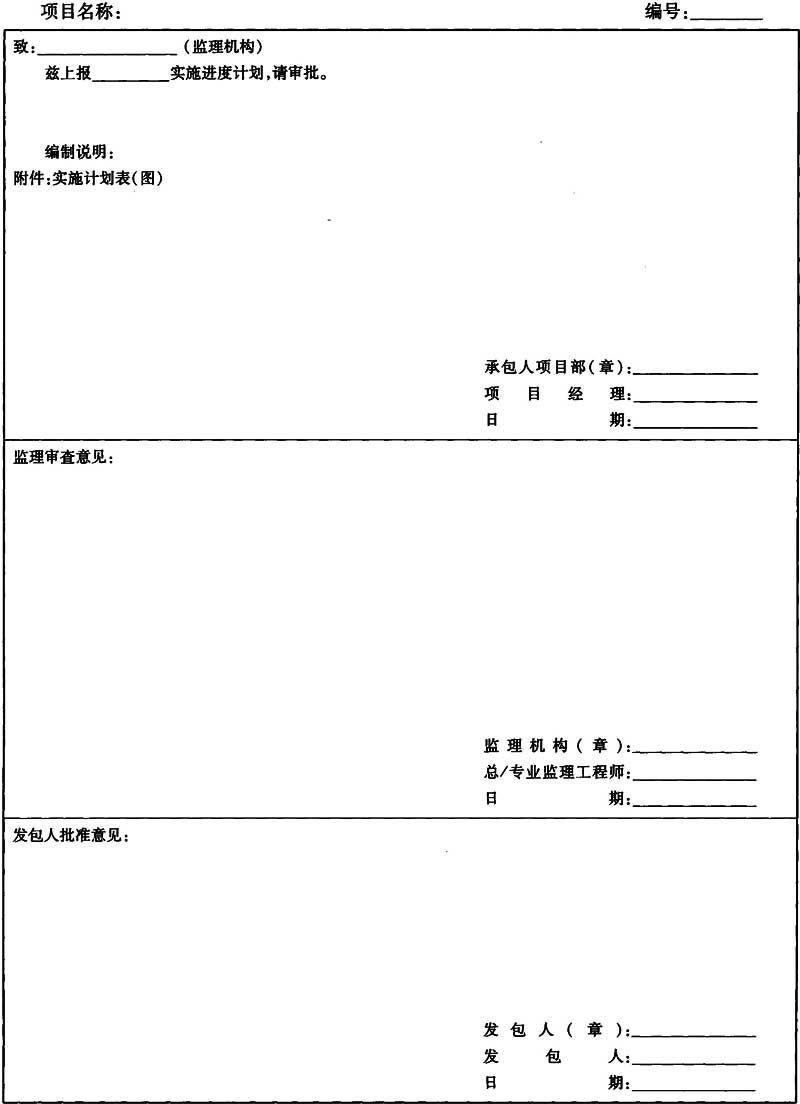 项目名称： 编号：________
致：________________（监理机构）
兹上报_________实施进度计划，请审批。
编制说明：
附件：实施计划表（图）
承包人项目部（章）：______________
项目经理：______________
日期：______________
监理审查意见：
监理机构（章）：______________
总/专业监理工程师：______________
日期：______________
发包人批准意见：
发包人（章）：______________
发包人：______________
日期：______________